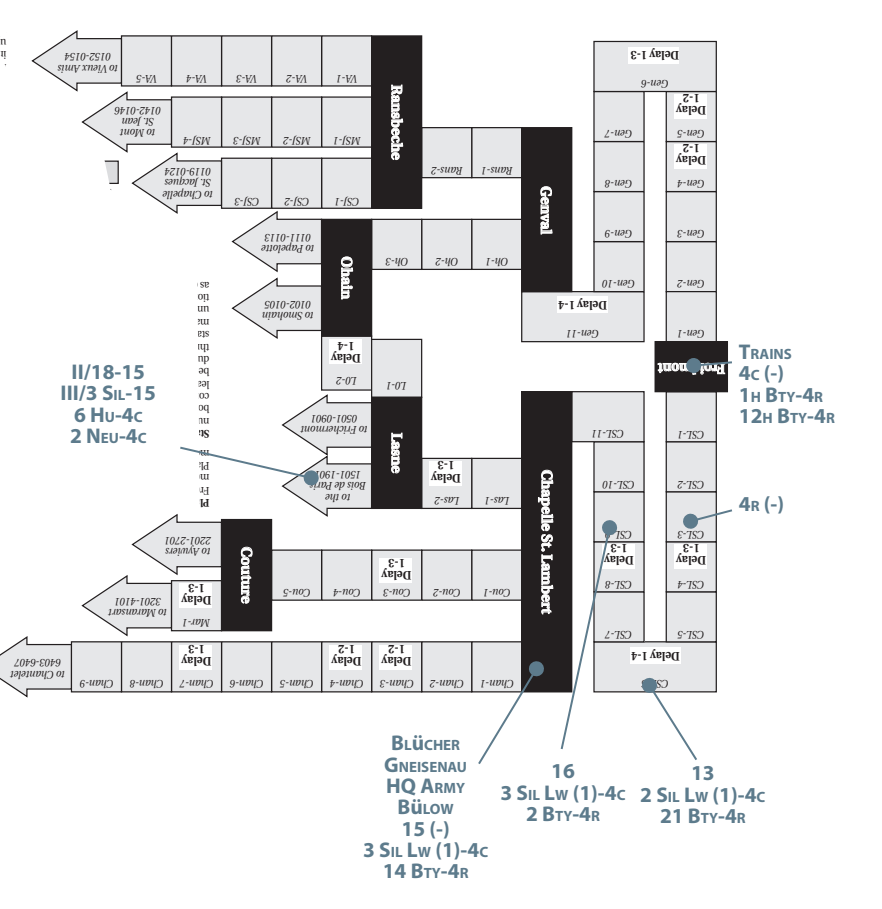 to Vieux Amis
0152-0154
VA-5
VA-4
VA-3
VA-2
VA-1
to Mont
St. Jean
0142-0146
MSJ-4
MSJ-3
MSJ-2
MSJ-1
to Chapelle
St. Jacques
0119-0124
CSJ-3
CSJ-2
CSJ-1
Ransbeche
Rans-2
Rans-1
Genval
to Papelotte
0111-0113
Oh-3
Oh-2
Oh-1
Ohain
to Smohain
0102-0105
LO-2
Delay
1-4
LO-1
Gen-6
Delay 1-3
Gen-7
Gen-5
Delay
1-2
Gen-8
Gen-4
Delay
1-2
Gen-9
Gen-3
Gen-10
Gen-2
Gen-11
Delay 1-4
Gen-1
Froidmont
to Frichermont
0501-0901
Lasne
to the
Bois de Paris
1501-1901
Las-2
Delay
1-3
Las-1
Chapelle St. Lambert
to Aywiers
2201-2701
Couture
Cou-5
Cou-4
Cou-3
Delay
1-3
Cou-2
Cou-1
to Maransart
3201-4101
Mar-1
Delay
1-3
to Chantelet
6403-6407
Chan-9
Chan-8
Chan-7
Delay
1-3
Chan-6
Chan-5
Chan-4
Delay
1-2
Chan-3
Delay
1-2
Chan-2
Chan-1
CSL-11
CSL-1
CSL-10
CSL-2
CSL-3
CSL-8
Delay
1-3
CSL-4
Delay
1-3
CSL-7
CSL-5
Delay 1-4
II/18-15
III/3 Sil-15
6 Hu-4c
2 Neu-4c
Trains
4c (-)
1h Bty-4r
12h Bty-4r
4r (-)
Blücher
Gneisenau
HQ Army
Bülow
15 (-)
3 Sil Lw (1)-4c
14 Bty-4r
16
3 Sil Lw (1)-4c
2 Bty-4r
13
2 Sil Lw (1)-4c
21 Bty-4r